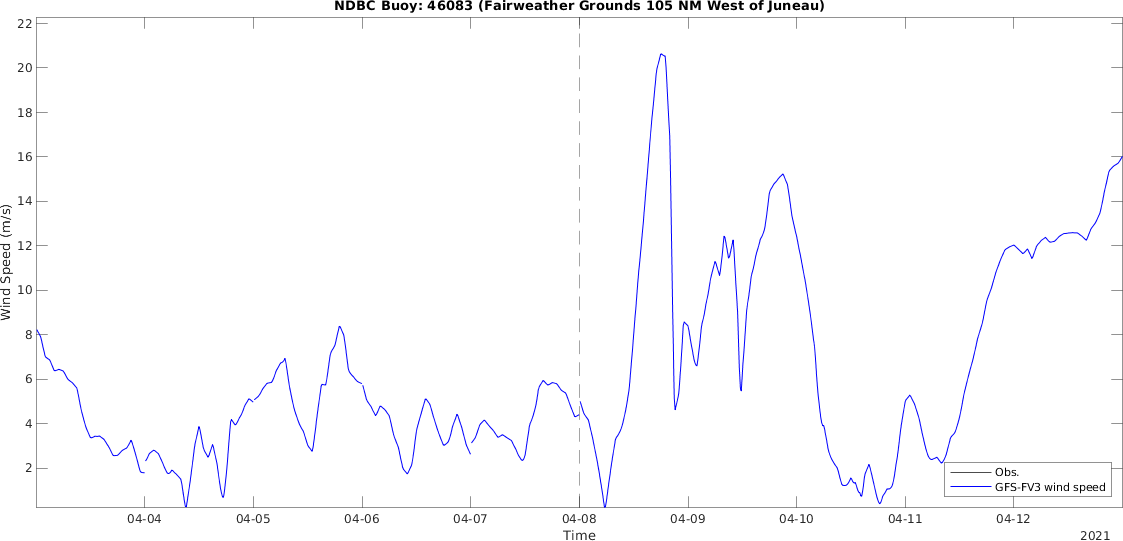 NDBC Buoy: 46083 (Fairweather Grounds 105 NM West of Juneau)
22
20
18
16
14
12
10
8
6
4
2
Wind Speed (m/s)
04-04 04-05 04-06 04-07 04-08 04-09 04-10 04-11 04-12
Time
2021
Obs.
GFS-FV3 wind speed